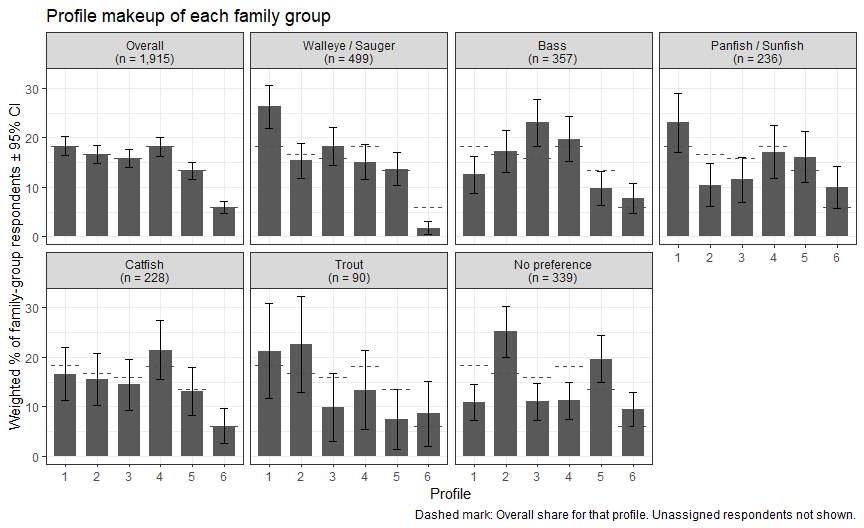 Profile makeup of each family group
Overall
(n = 1,915)
Walleye / Sauger
(n = 499)
Bass
(n = 357)
Panfish / Sunfish
(n = 236)
30
20
10
0
1 2 3 4 5 6
Catfish
(n = 228)
Trout
(n = 90)
No preference
(n = 339)
30
20
10
0
1 2 3 4 5 6
1 2 3 4 5 6
1 2 3 4 5 6
Weighted % of family-group respondents ± 95% CI
Profile
Dashed mark: Overall share for that profile. Unassigned respondents not shown.